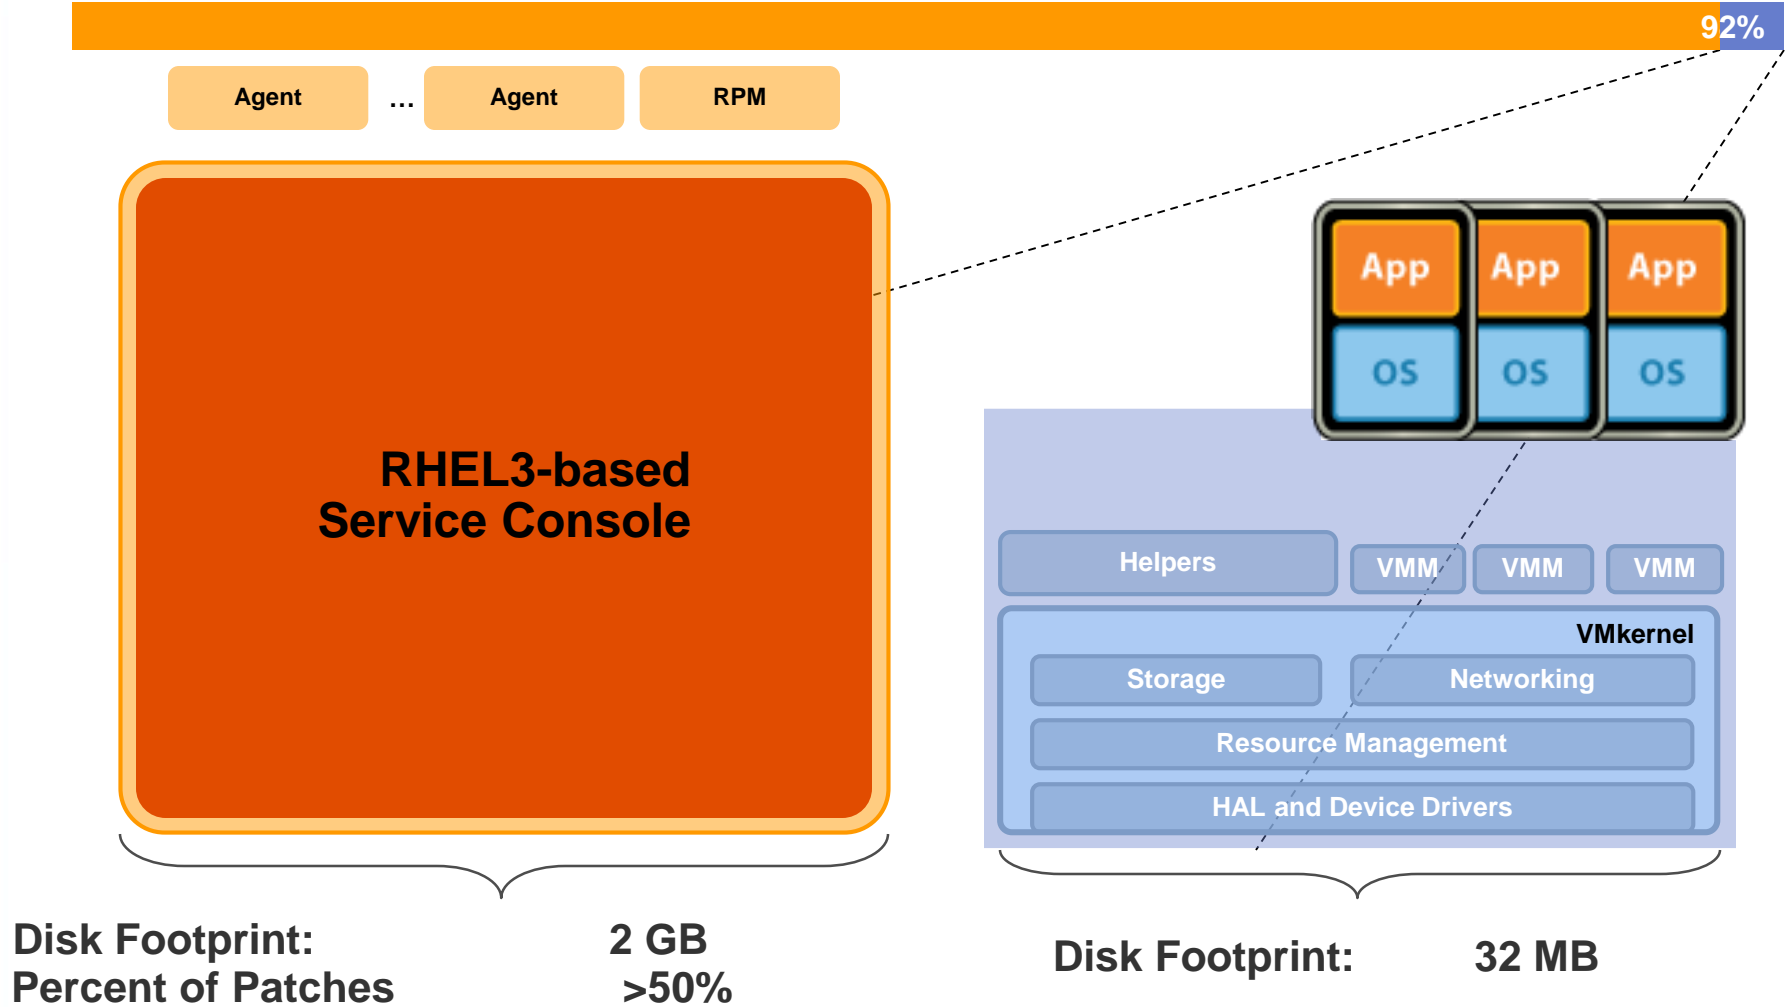 92%
Agent ... Agent RPM
App App App
OS OS OS
RHEL3-based
Service Console
Helpers VMM VMM VMM
VMkernel
Storage Networking
Resource Management
HAL and Device Drivers
Disk Footprint: 2 GB
Percent of Patches >50%
Disk Footprint: 32 MB